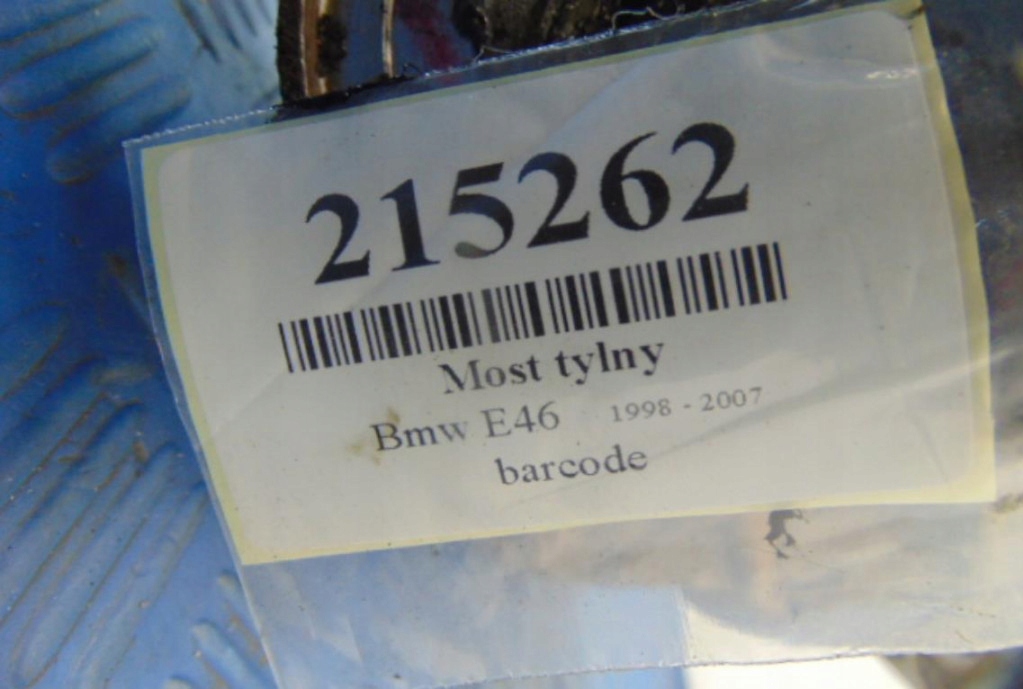 215262
Most tylny
Bmw E46 1998 - 2007
barcode